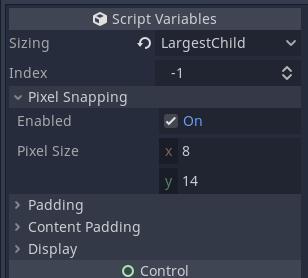 Script Variables
Sizing LargestChild
Index -1
Pixel Snapping
Enabled On
Pixel Size x 8
y 14
Padding
Content Padding
Display
Control